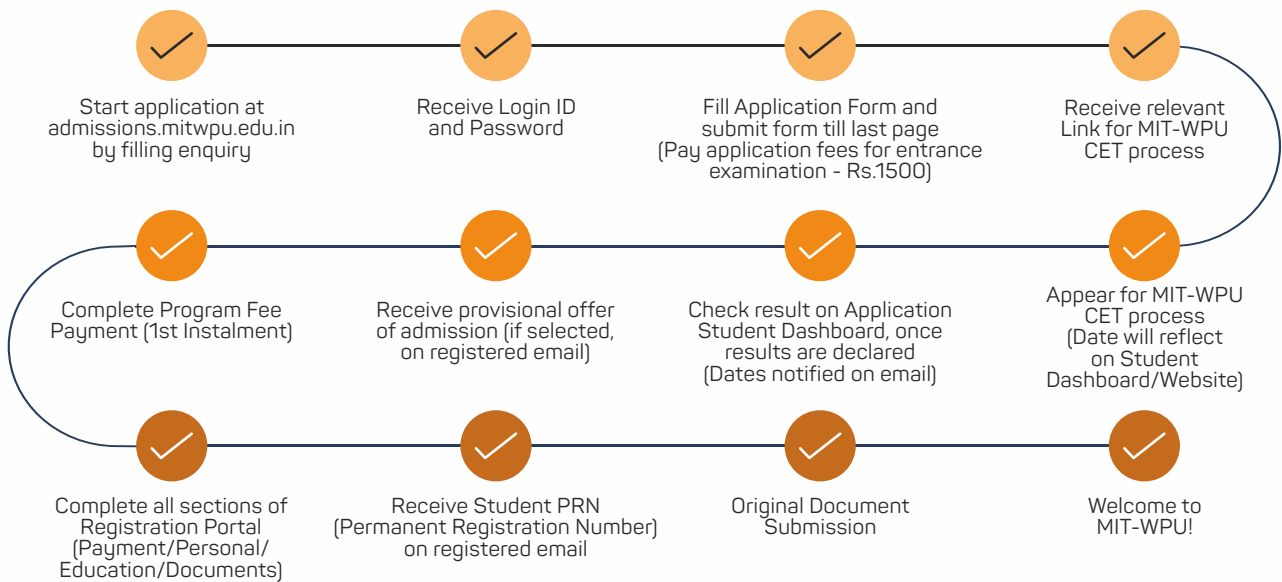 Start application at
admissions.mitwpu.edu.in
by filling enquiry
Receive Login ID
and Password
Fill Application Form and
submit form till last page
(Pay application fees for entrance
examination - Rs.1500)
Receive relevant
Link for MIT-WPU
CET process
Appear for MIT-WPU
CET process
(Date will reflect
on Student
Dashboard/Website)
Check result on Application
Student Dashboard, once
results are declared
(Dates notified on email)
Receive provisional offer
of admission (if selected,
on registered email)
Complete Program Fee
Payment (1st Instalment)
Complete all sections of
Registration Portal
(Payment/Personal/
Education/Documents)
Receive Student PRN
(Permanent Registration Number)
on registered email
Original Document
Submission
Welcome to
MIT-WPU!